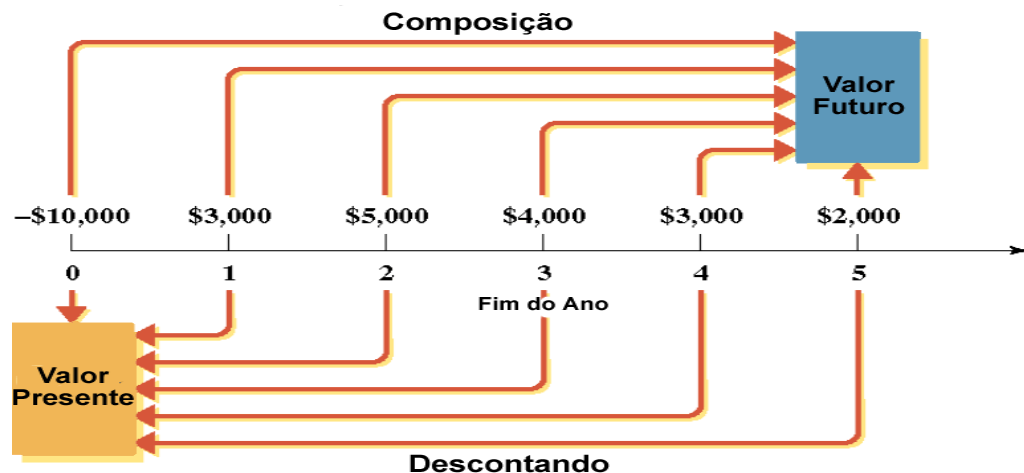 Composição
Valor
Futuro
–$10,000 $3,000 $5,000 $4,000 $3,000 $2,000
0 1 2 3 4 5
Fim do Ano
Valor
Presente
Descontando